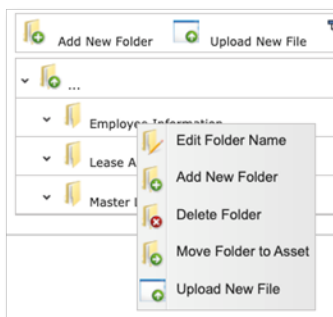 Add New Folder Upload New File
...
Employee Information
Edit Folder Name
Lease A
Add New Folder
Master
Delete Folder
Move Folder to Asset
Upload New File